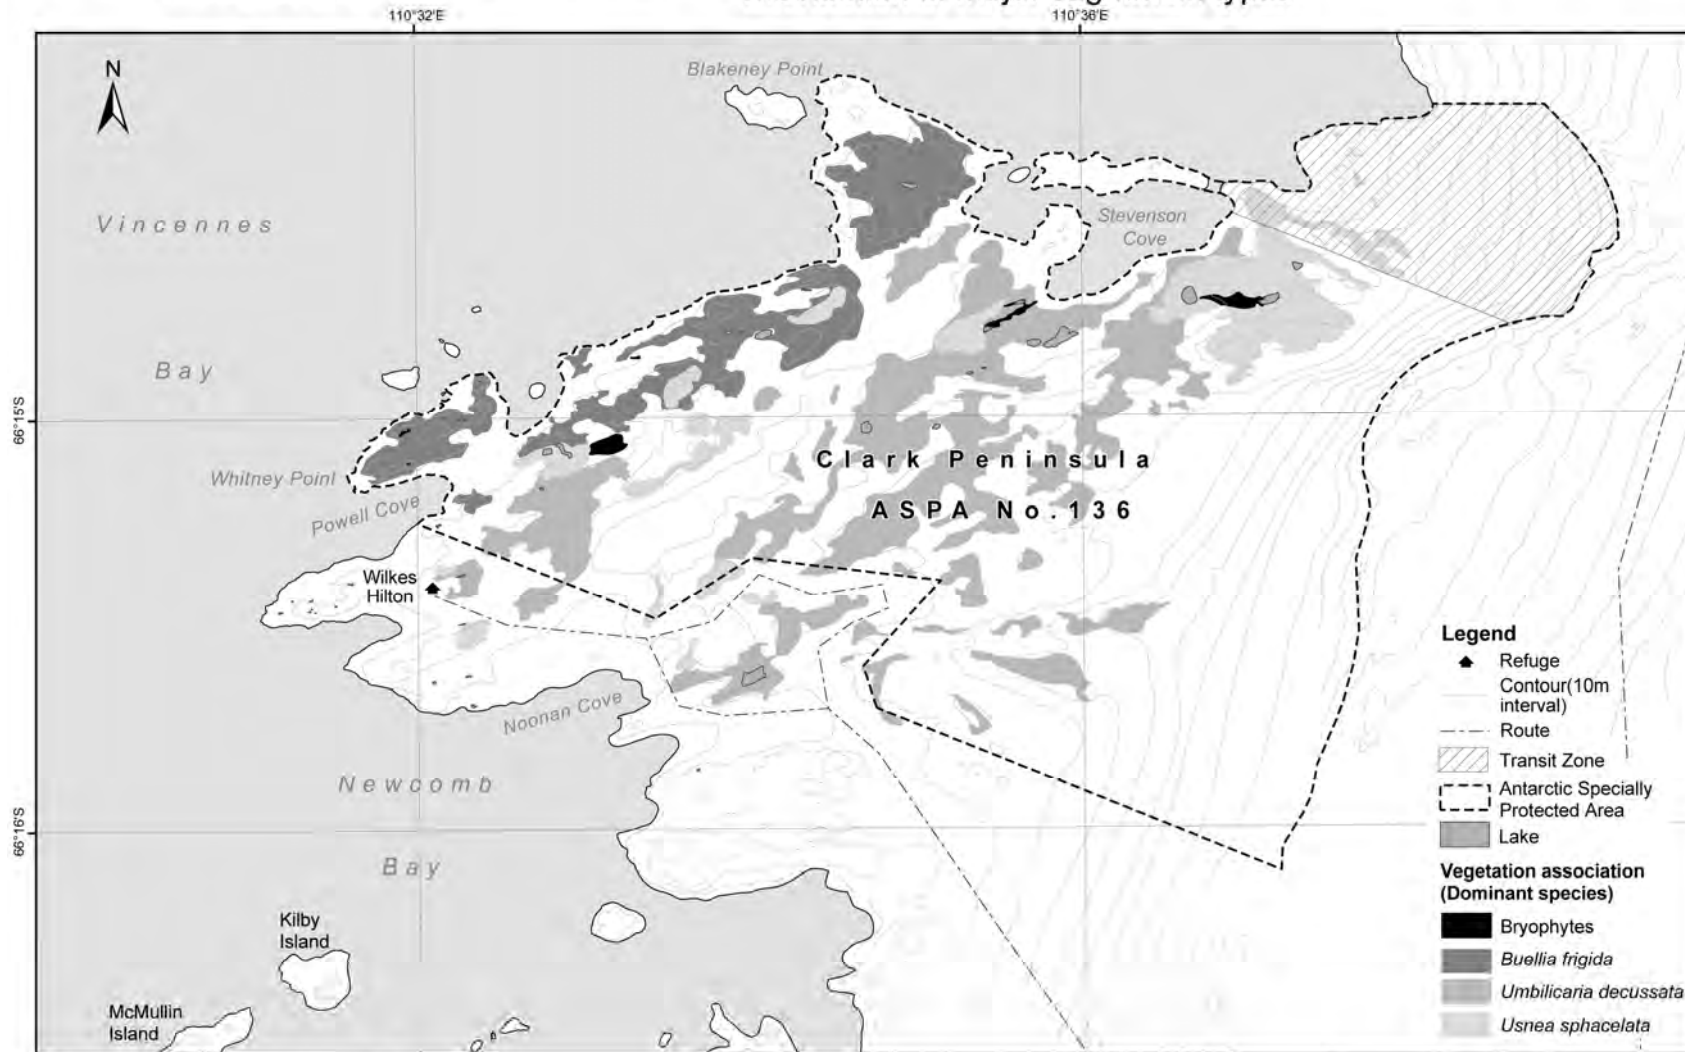 110°32'E
110°36'E
N
Blakeney Point
Vincennes
Stevenson
Cove
Bay
66°15'S
Clark Peninsula
Whitney Point
ASPA No.136
Powell Cove
Wilkes
Hilton
Noonan Cove
Newcomb
66°16'S
Bay
Kilby
Island
McMullin
Island
Legend
Refuge
Contour(10m
interval)
Route
Transit Zone
Antarctic Specially
Protected Area
Lake
Vegetation association
(Dominant species)
Bryophytes
Buellia frigida
Umbilicaria decussata
Usnea sphacelata